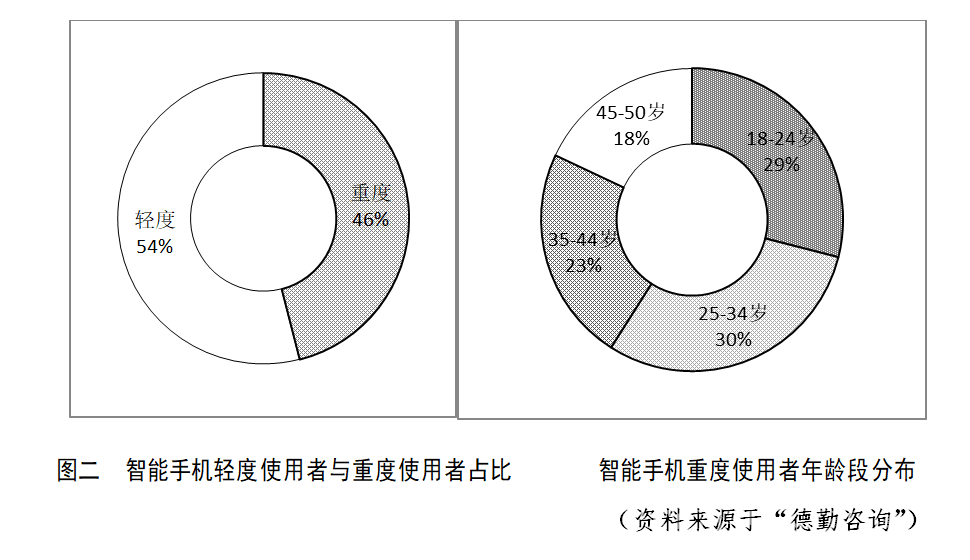 轻度
54%
重度
46%
45-50岁
18%
18-24岁
29%
35-44岁
23%
25-34岁
30%
图二 智能手机轻度使用者与重度使用者占比 智能手机重度使用者年龄段分布
（资料来源于“德勤咨询”）